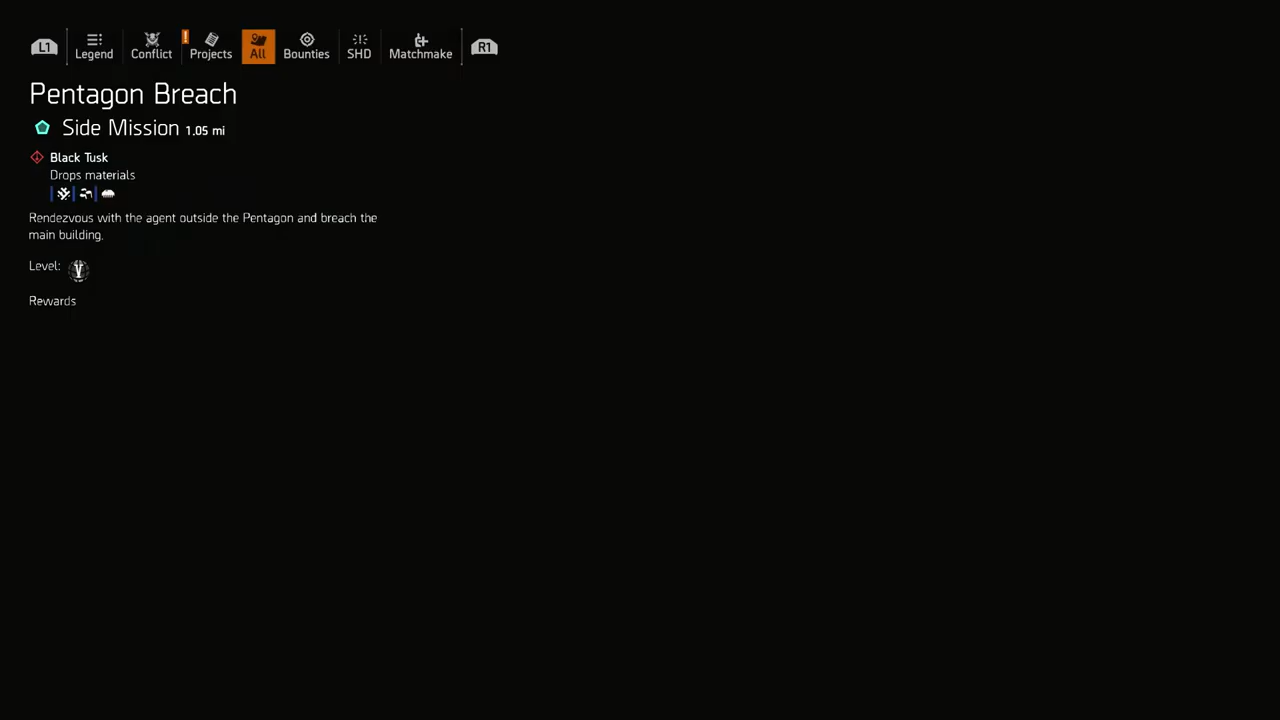 L1 Legend Conflict Projects All Bounties SHD Matchmake R1
Pentagon Breach
Side Mission 1.05 mi
Black Tusk
Drops materials
Rendezvous with the agent outside the Pentagon and breach the
main building.
Level: V
Rewards